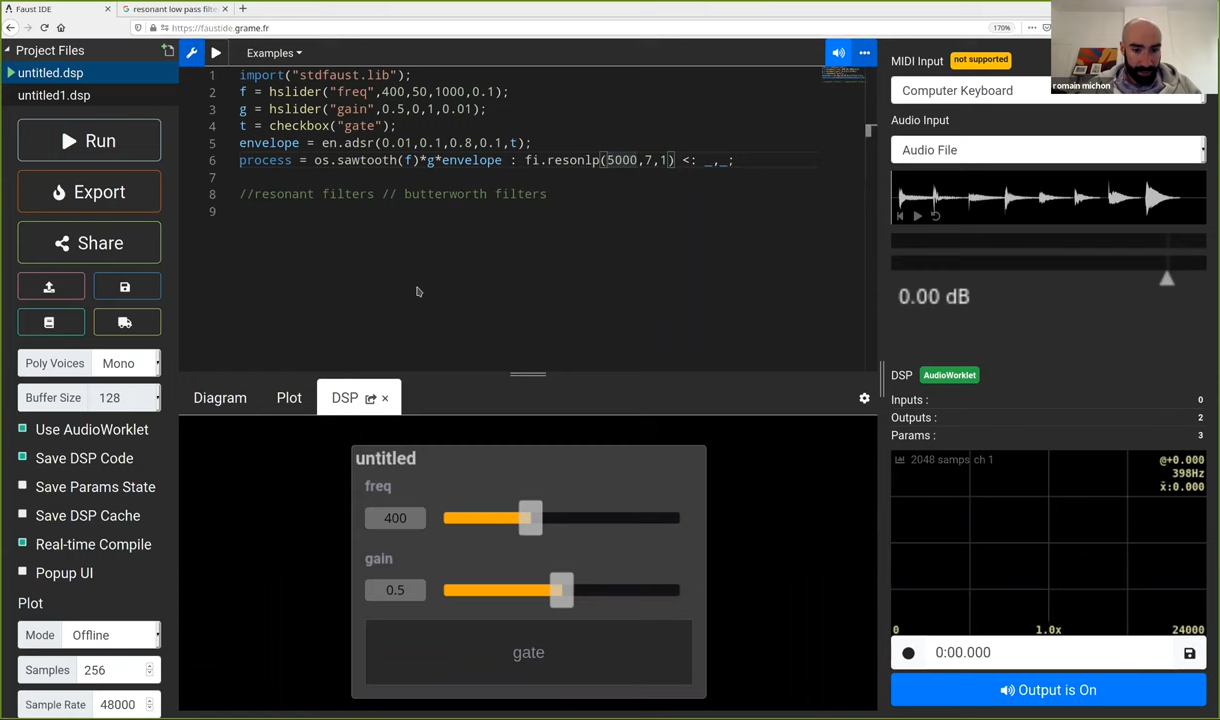 Faust IDE ×
resonant low pass filte ×
+
https://faustide.grame.fr
170%
romain michon
Project Files
untitled.dsp
untitled1.dsp
Run
Export
Share
Poly Voices Mono
Buffer Size 128
Use AudioWorklet
Save DSP Code
Save Params State
Save DSP Cache
Real-time Compile
Popup UI
Plot
Mode Offline
Samples 256
Sample Rate 48000
Examples
1 import("stdfaust.lib");
2 f = hslider("freq",400,50,1000,0.1);
3 g = hslider("gain",0.5,0,1,0.01);
4 t = checkbox("gate");
5 envelope = en.adsr(0.01,0.1,0.8,0.1,t);
6 process = os.sawtooth(f)*g*envelope : fi.resonlp(5000,7,1) <: _,_;
7
8 //resonant filters // butterworth filters
9
Diagram Plot DSP ×
untitled
freq
400
gain
0.5
gate
MIDI Input not supported
Computer Keyboard
Audio Input
Audio File
0.00 dB
DSP AudioWorklet
Inputs : 0
Outputs : 2
Params : 3
2048 samps ch 1
@+0.000
398Hz
x̄:0.000
0 1.0x 24000
0:00.000
Output is On